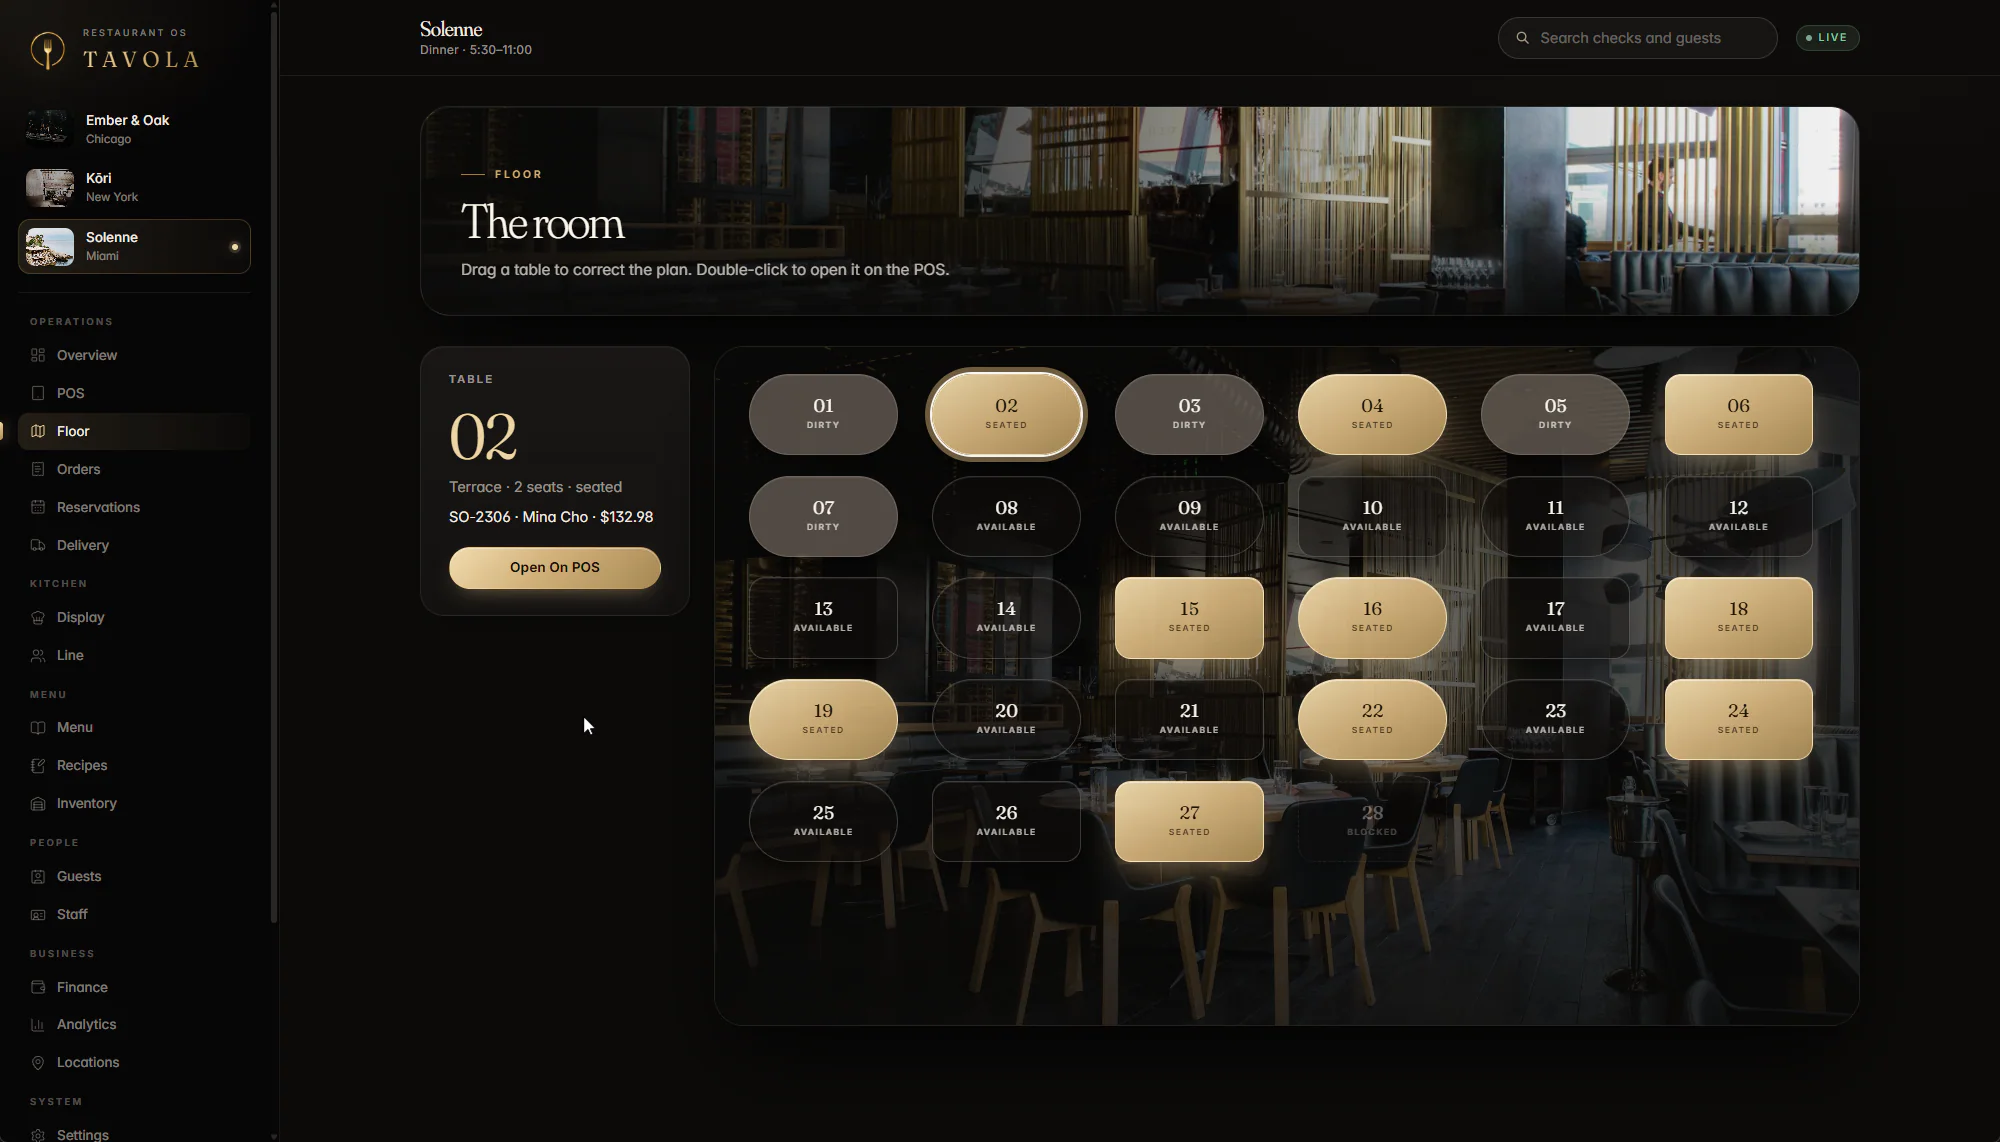 RESTAURANT OS
TAVOLA
Ember & Oak
Chicago
Kōri
New York
Solenne
Miami
OPERATIONS
Overview
POS
Floor
Orders
Reservations
Delivery
KITCHEN
Display
Line
MENU
Menu
Recipes
Inventory
PEOPLE
Guests
Staff
BUSINESS
Finance
Analytics
Locations
SYSTEM
Settings
Solenne
Dinner · 5:30–11:00
Search checks and guests
LIVE
FLOOR
The room
Drag a table to correct the plan. Double-click to open it on the POS.
TABLE
02
Terrace · 2 seats · seated
SO-2306 · Mina Cho · $132.98
Open On POS
01
DIRTY
02
SEATED
03
DIRTY
04
SEATED
05
DIRTY
06
SEATED
07
DIRTY
08
AVAILABLE
09
AVAILABLE
10
AVAILABLE
11
AVAILABLE
12
AVAILABLE
13
AVAILABLE
14
AVAILABLE
15
SEATED
16
SEATED
17
AVAILABLE
18
SEATED
19
SEATED
20
AVAILABLE
21
AVAILABLE
22
SEATED
23
AVAILABLE
24
SEATED
25
AVAILABLE
26
AVAILABLE
27
SEATED
28
BLOCKED